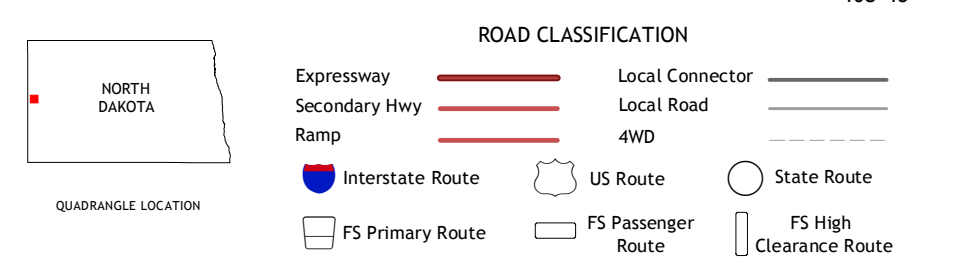 ROAD CLASSIFICATION
NORTH
DAKOTA
QUADRANGLE LOCATION
Expressway
Local Connector
Secondary Hwy
Local Road
Ramp
4WD
Interstate Route
US Route
State Route
FS Primary Route
FS Passenger
Route
FS High
Clearance Route